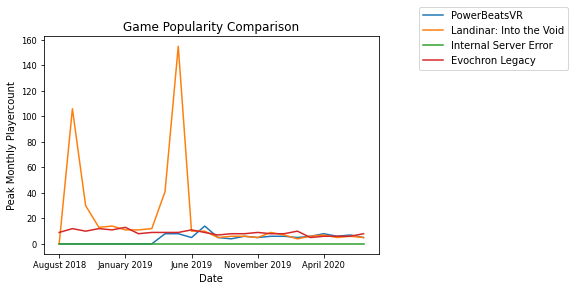 Game Popularity Comparison
PowerBeatsVR
Landinar: Into the Void
Internal Server Error
Evochron Legacy
Peak Monthly Playercount
160
140
120
100
80
60
40
20
0
August 2018 January 2019 June 2019 November 2019 April 2020
Date